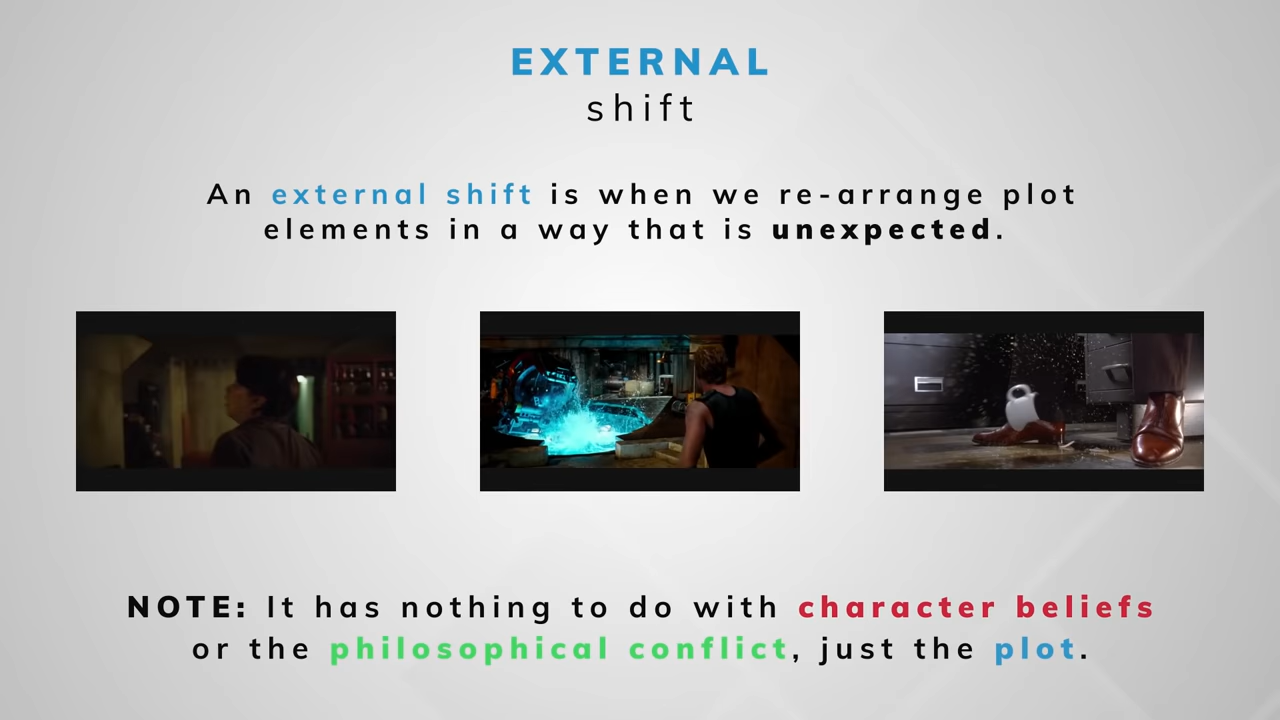 EXTERNAL
shift
An external shift is when we re-arrange plot
elements in a way that is unexpected.
NOTE: It has nothing to do with character beliefs
or the philosophical conflict, just the plot.